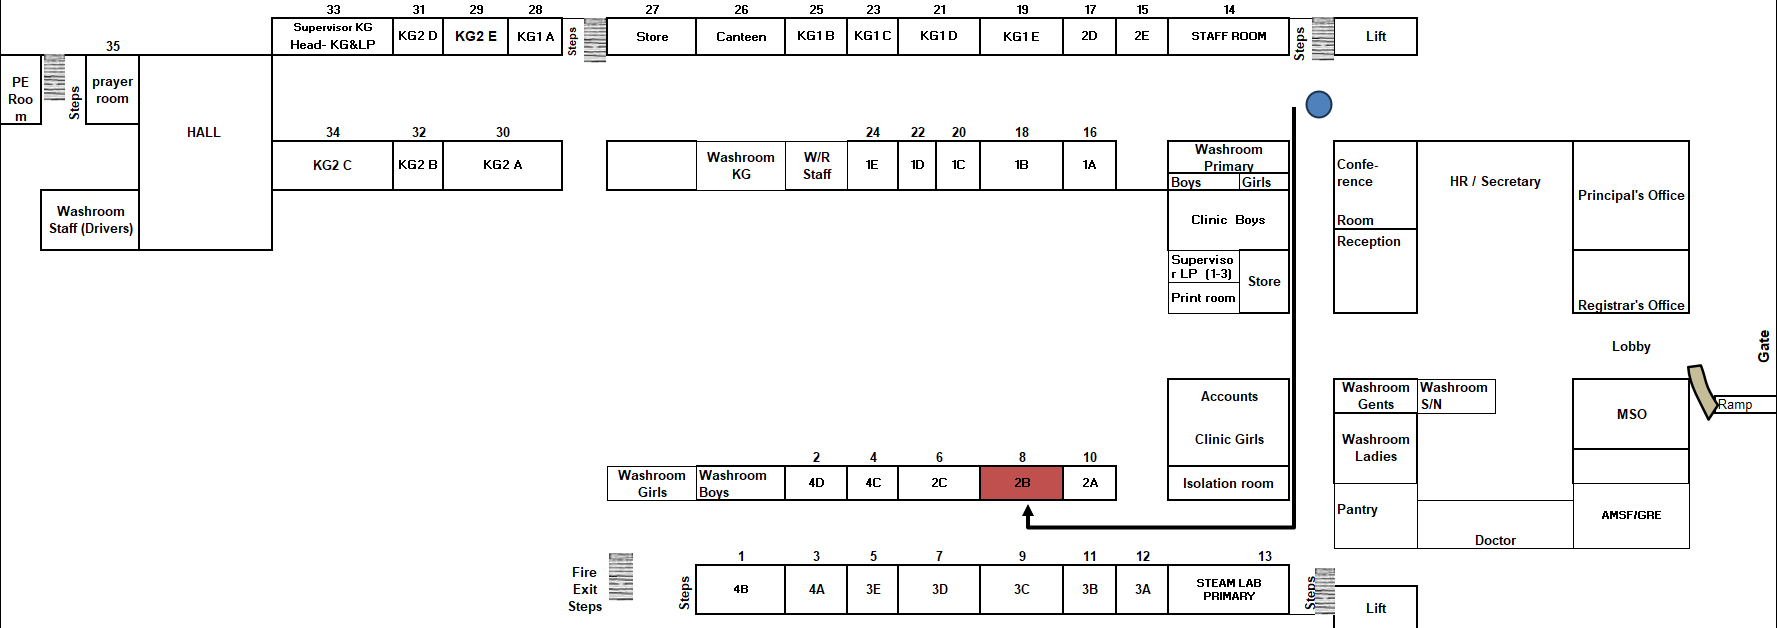 33 31 29 28 27 26 25 23 21 19 17 15 14
Supervisor KG
Head- KG&LP
KG2 D
KG2 E
KG1 A
Steps
Store
Canteen
KG1 B
KG1 C
KG1 D
KG1 E
2D
2E
STAFF ROOM
Steps
Lift
35
PE
Roo
m
Steps
prayer
room
HALL
34 32 30 24 22 20 18 16
KG2 C
KG2 B
KG2 A
Washroom
KG
W/R
Staff
1E
1D
1C
1B
1A
Washroom
Primary
Boys
Girls
Confe-
rence
Room
HR / Secretary
Principal's Office
Washroom
Staff (Drivers)
Clinic Boys
Reception
Superviso
r LP (1-3)
Print room
Store
Registrar's Office
Lobby
Gate
Ramp
Accounts
Clinic Girls
Isolation room
Washroom
Gents
Washroom
S/N
MSO
Washroom
Ladies
Pantry
Doctor
AMSF/GRE
2 4 6 8 10
Washroom
Girls
Washroom
Boys
4D
4C
2C
2B
2A
1 3 5 7 9 11 12 13
Fire
Exit
Steps
Steps
4B
4A
3E
3D
3C
3B
3A
STEAM LAB
PRIMARY
Steps
Lift